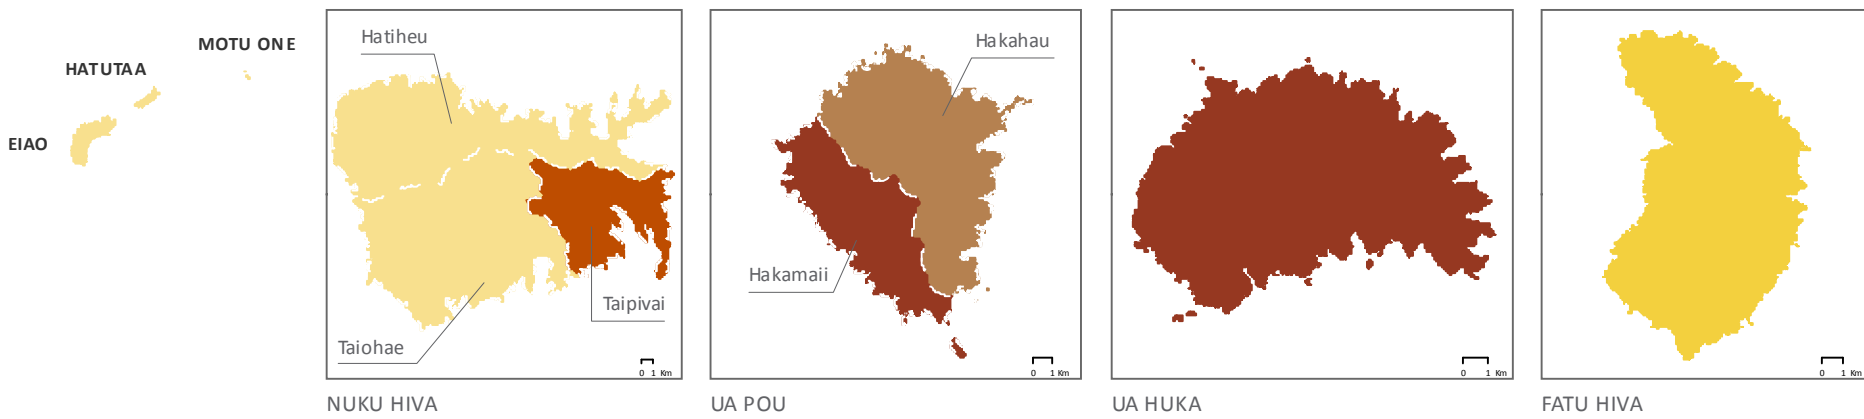 MOTU ONE
HATUTAA
EIAO
Hatiheu
Taipivai
Taiohae
0 1 Km
NUKU HIVA
Hakahau
Hakamaii
0 1 Km
UA POU
0 1 Km
UA HUKA
0 1 Km
FATU HIVA